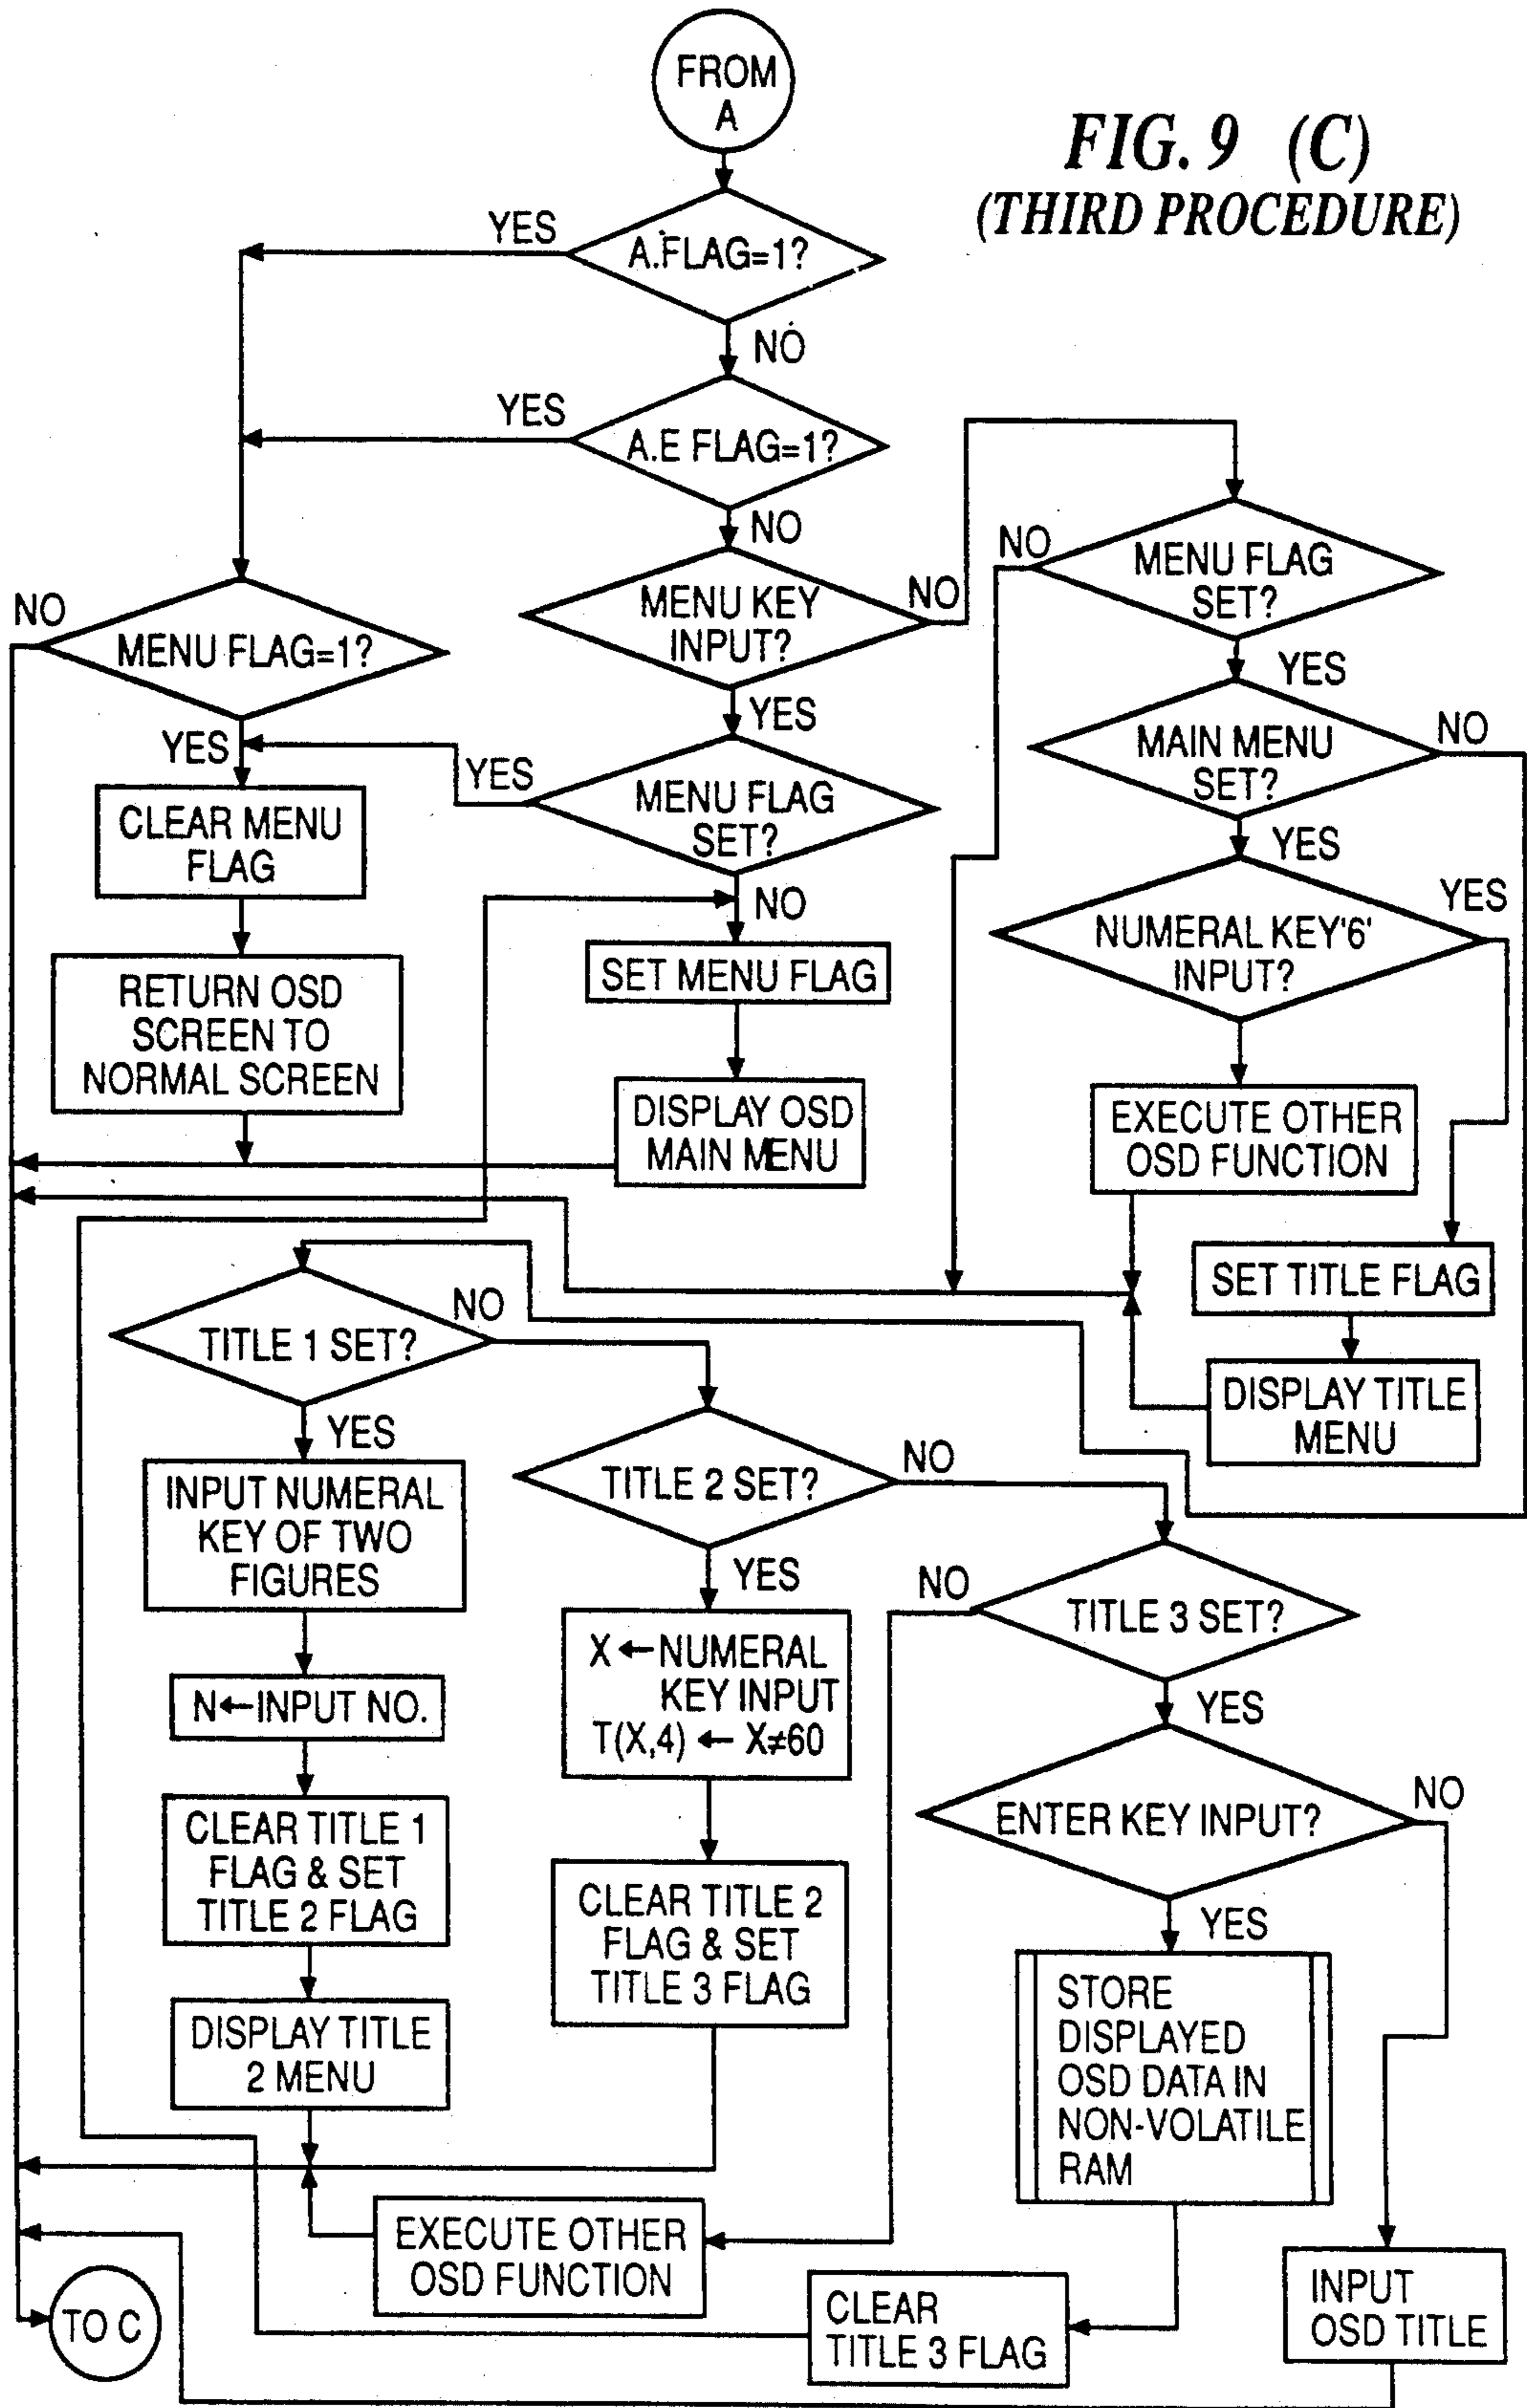 FROM
A
FIG. 9 (C)
(THIRD PROCEDURE)
YES
A.FLAG=1?
NO
YES
A.E FLAG=1?
NO
NO
MENU FLAG
SET?
NO
MENU KEY
INPUT?
NO
MENU FLAG=1?
YES
YES
MAIN MENU
SET?
NO
YES
YES
MENU FLAG
SET?
CLEAR MENU
FLAG
YES
YES
NO
NUMERAL KEY'6'
INPUT?
SET MENU FLAG
RETURN OSD
SCREEN TO
NORMAL SCREEN
DISPLAY OSD
MAIN MENU
EXECUTE OTHER
OSD FUNCTION
SET TITLE FLAG
NO
TITLE 1 SET?
DISPLAY TITLE
MENU
YES
NO
TITLE 2 SET?
INPUT NUMERAL
KEY OF TWO
FIGURES
YES
NO
TITLE 3 SET?
X←NUMERAL
KEY INPUT
T(X,4) ← X≠60
N←INPUT NO.
YES
NO
ENTER KEY INPUT?
CLEAR TITLE 1
FLAG & SET
TITLE 2 FLAG
CLEAR TITLE 2
FLAG & SET
TITLE 3 FLAG
YES
STORE
DISPLAYED
OSD DATA IN
NON-VOLATILE
RAM
DISPLAY TITLE
2 MENU
EXECUTE OTHER
OSD FUNCTION
CLEAR
TITLE 3 FLAG
INPUT
OSD TITLE
TO C